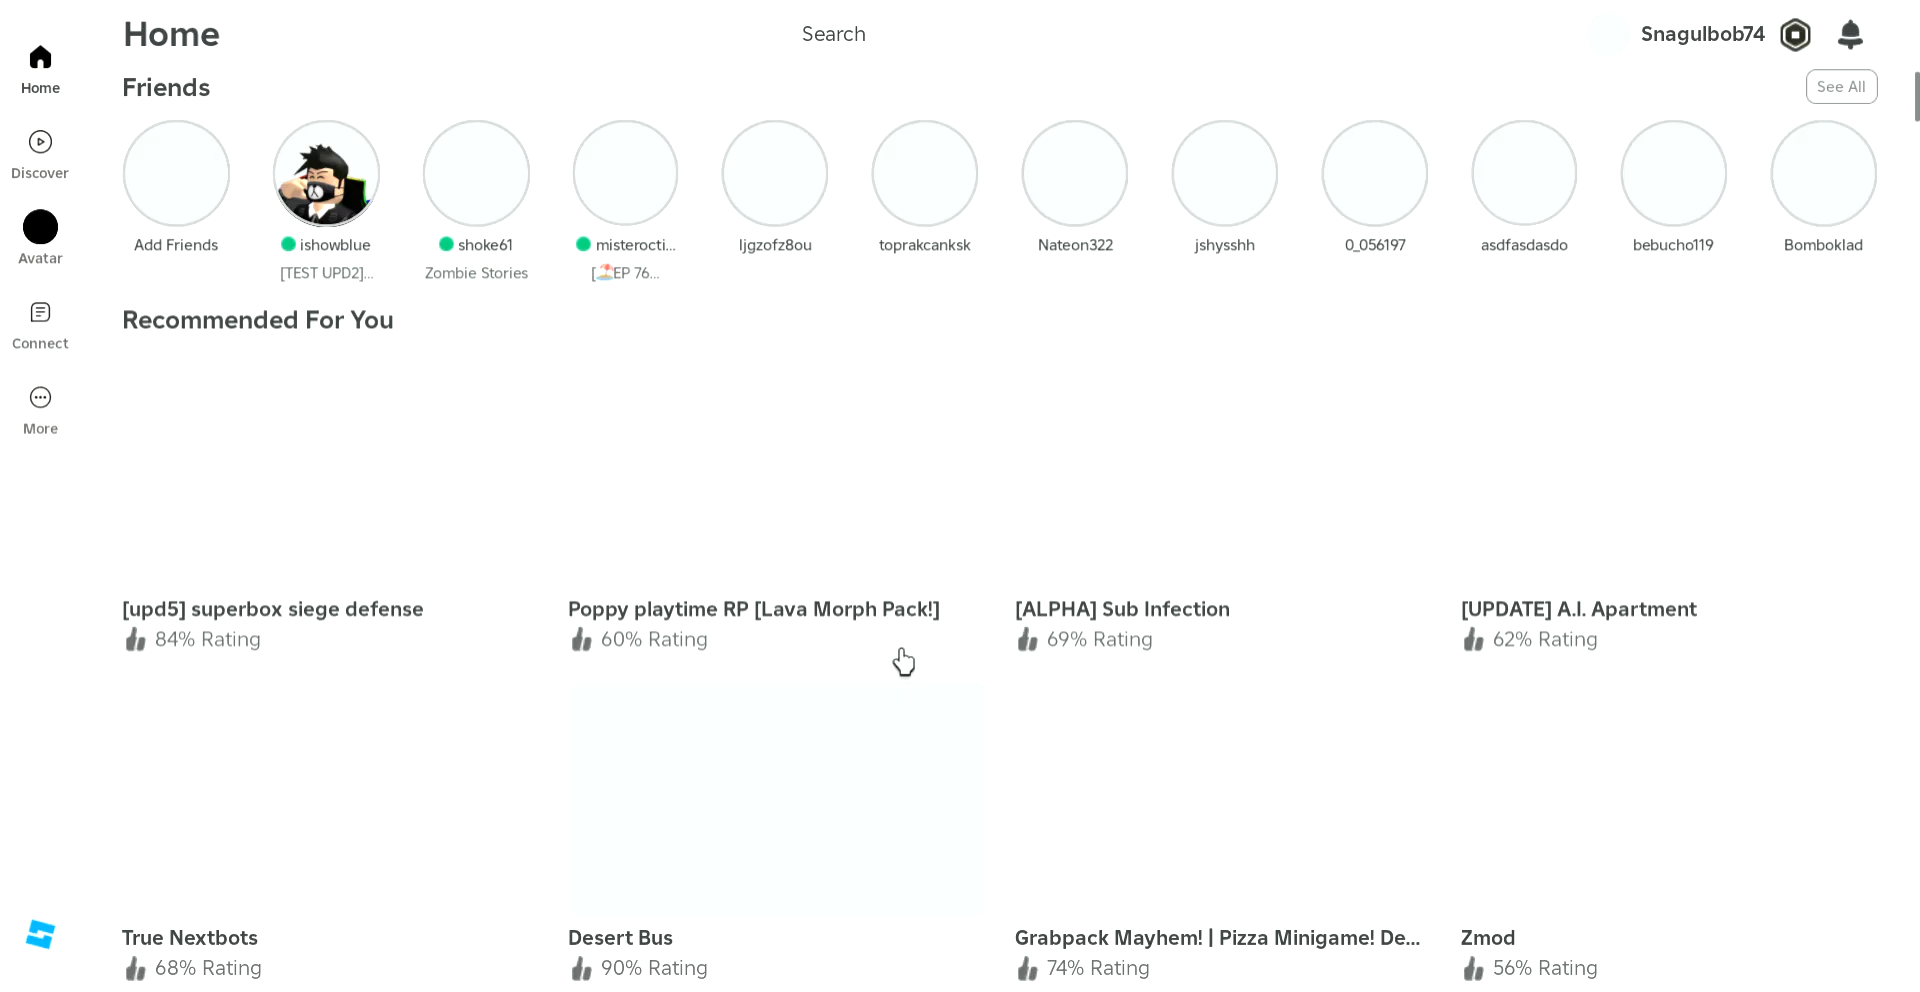 Home
Search
Snagulbob74
Home
Discover
Avatar
Connect
More
Friends
See All
Add Friends
ishowblue
shoke61
misterocti...
ljgzofz8ou
toprakcanksk
Nateon322
jshysshh
0_056197
asdfasdasdo
bebucho119
Bomboklad
[TEST UPD2]...
Zombie Stories
[🏖️EP 76...
Recommended For You
[upd5] superbox siege defense
84% Rating
Poppy playtime RP [Lava Morph Pack!]
60% Rating
[ALPHA] Sub Infection
69% Rating
[UPDATE] A.I. Apartment
62% Rating
True Nextbots
68% Rating
Desert Bus
90% Rating
Grabpack Mayhem! | Pizza Minigame! De...
74% Rating
Zmod
56% Rating